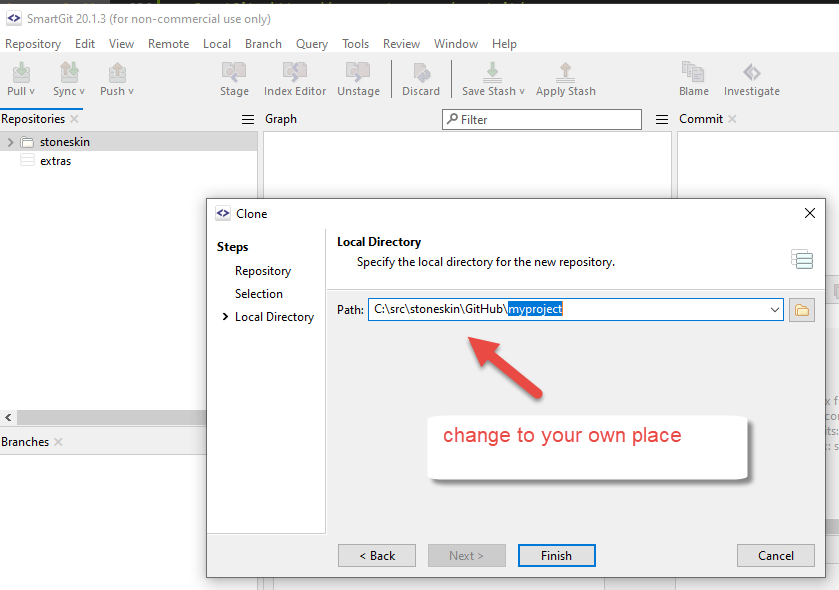 SmartGit 20.1.3 (for non-commercial use only)
Repository Edit View Remote Local Branch Query Tools Review Window Help
Pull Sync Push Stage Index Editor Unstage Discard Save Stash Apply Stash Blame Investigate
Repositories Graph Filter Commit
stoneskin
extras
Clone
Steps
Repository
Selection
Local Directory
Local Directory
Specify the local directory for the new repository.
Path: C:\src\stoneskin\GitHub\myproject
change to your own place
Branches
< Back Next > Finish Cancel